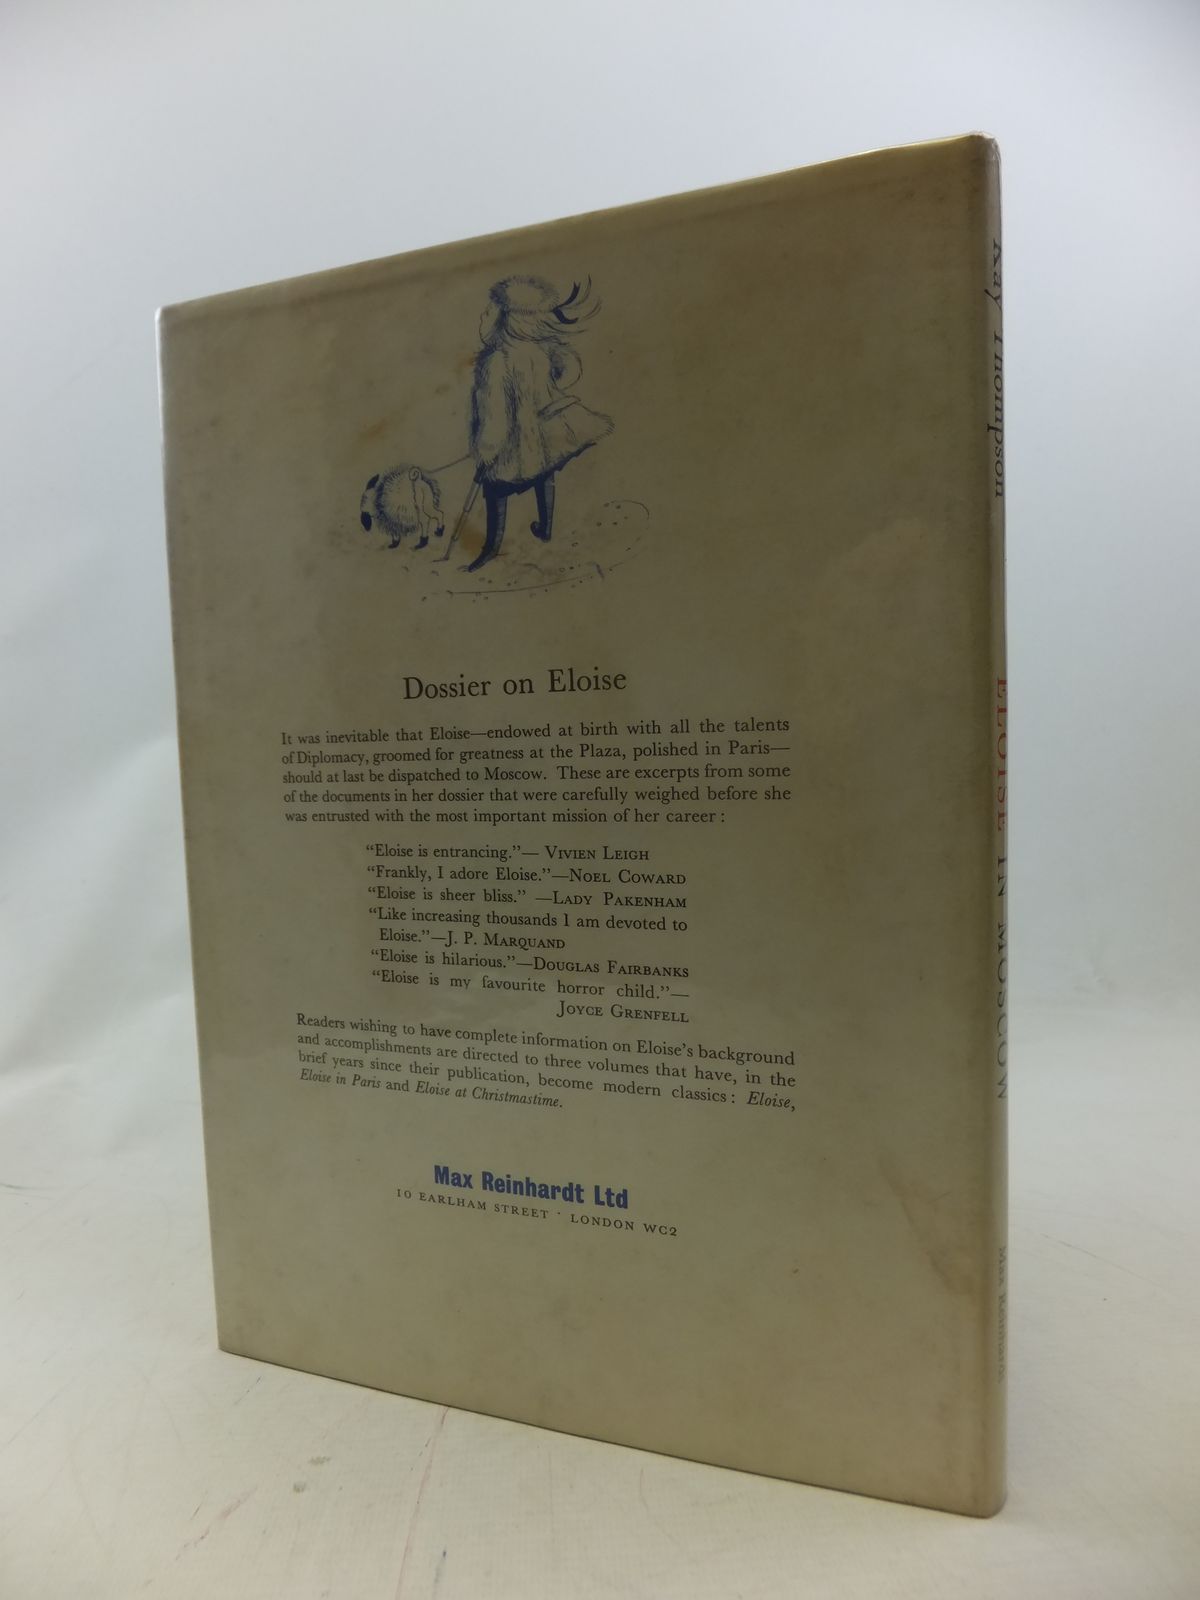 Dossier on Eloise
It was inevitable that Eloise—endowed at birth with all the talents
of Diplomacy, groomed for greatness at the Plaza, polished in Paris—
should at last be dispatched to Moscow. These are excerpts from some
of the documents in her dossier that were carefully weighed before she
was entrusted with the most important mission of her career :
“Eloise is entrancing.”— VIVIEN LEIGH
“Frankly, I adore Eloise.”—NOEL COWARD
“Eloise is sheer bliss.” —LADY PAKENHAM
“Like increasing thousands I am devoted to
Eloise.”—J. P. MARQUAND
“Eloise is hilarious.”—DOUGLAS FAIRBANKS
“Eloise is my favourite horror child.”—
JOYCE GRENFELL
Readers wishing to have complete information on Eloise’s background
and accomplishments are directed to three volumes that have, in the
brief years since their publication, become modern classics : Eloise,
Eloise in Paris and Eloise at Christmastime.
Max Reinhardt Ltd
10 EARLHAM STREET · LONDON WC2
Kay Thompson
ELOISE IN MOSCOW
Max Reinhardt